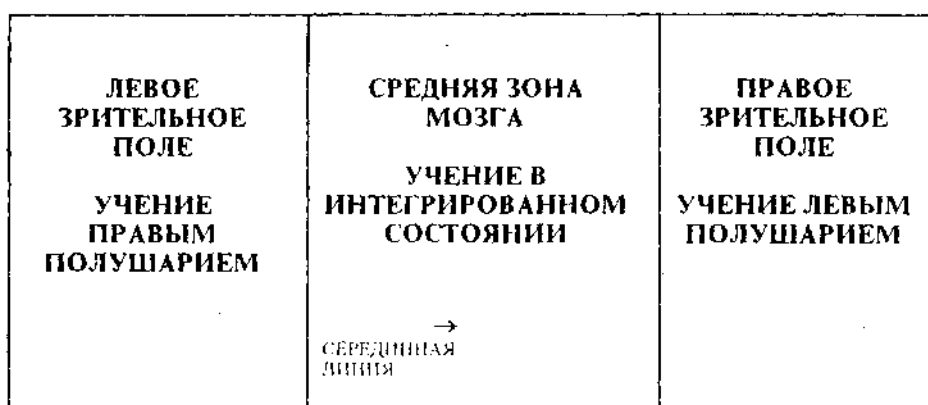 ЛЕВОЕ
ЗРИТЕЛЬНОЕ
ПОЛЕ
УЧЕНИЕ
ПРАВЫМ
ПОЛУШАРИЕМ
СРЕДНЯЯ ЗОНА
МОЗГА
УЧЕНИЕ В
ИНТЕГРИРОВАННОМ
СОСТОЯНИИ
→
СЕРЕДИННАЯ
ЛИНИЯ
ПРАВОЕ
ЗРИТЕЛЬНОЕ
ПОЛЕ
УЧЕНИЕ ЛЕВЫМ
ПОЛУШАРИЕМ